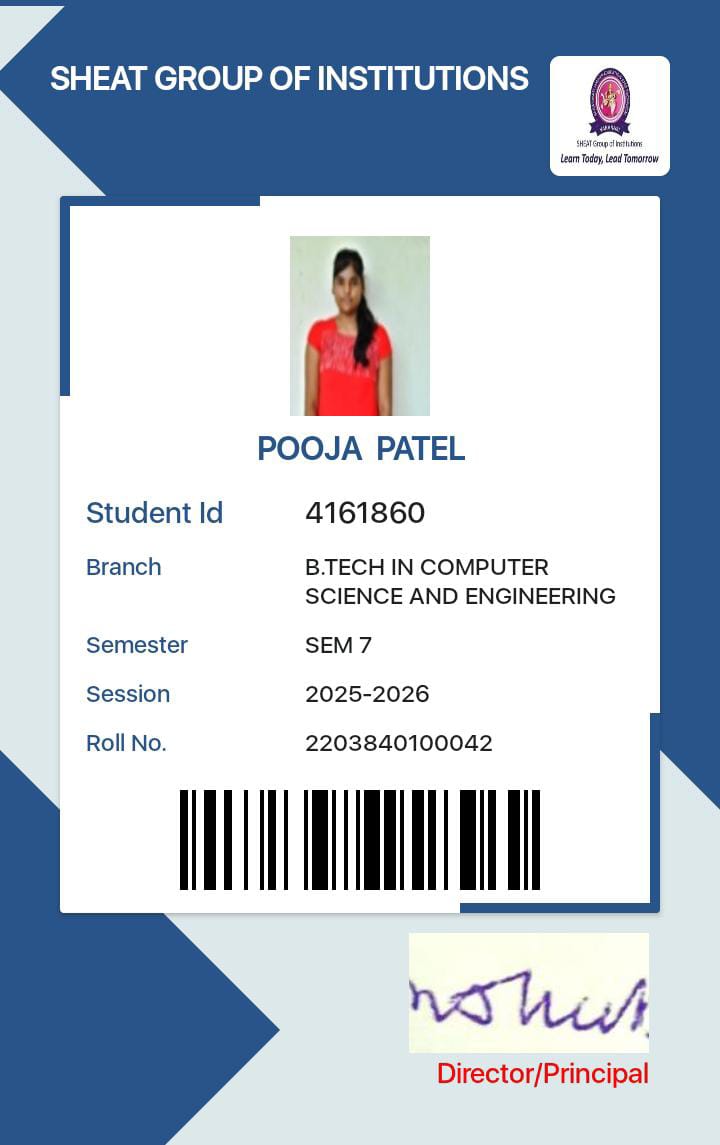 SHEAT GROUP OF INSTITUTIONS
SHEAT Group of Institutions
Learn Today, Lead Tomorrow
POOJA PATEL
Student Id 4161860
Branch B.TECH IN COMPUTER
SCIENCE AND ENGINEERING
Semester SEM 7
Session 2025-2026
Roll No. 2203840100042
Director/Principal